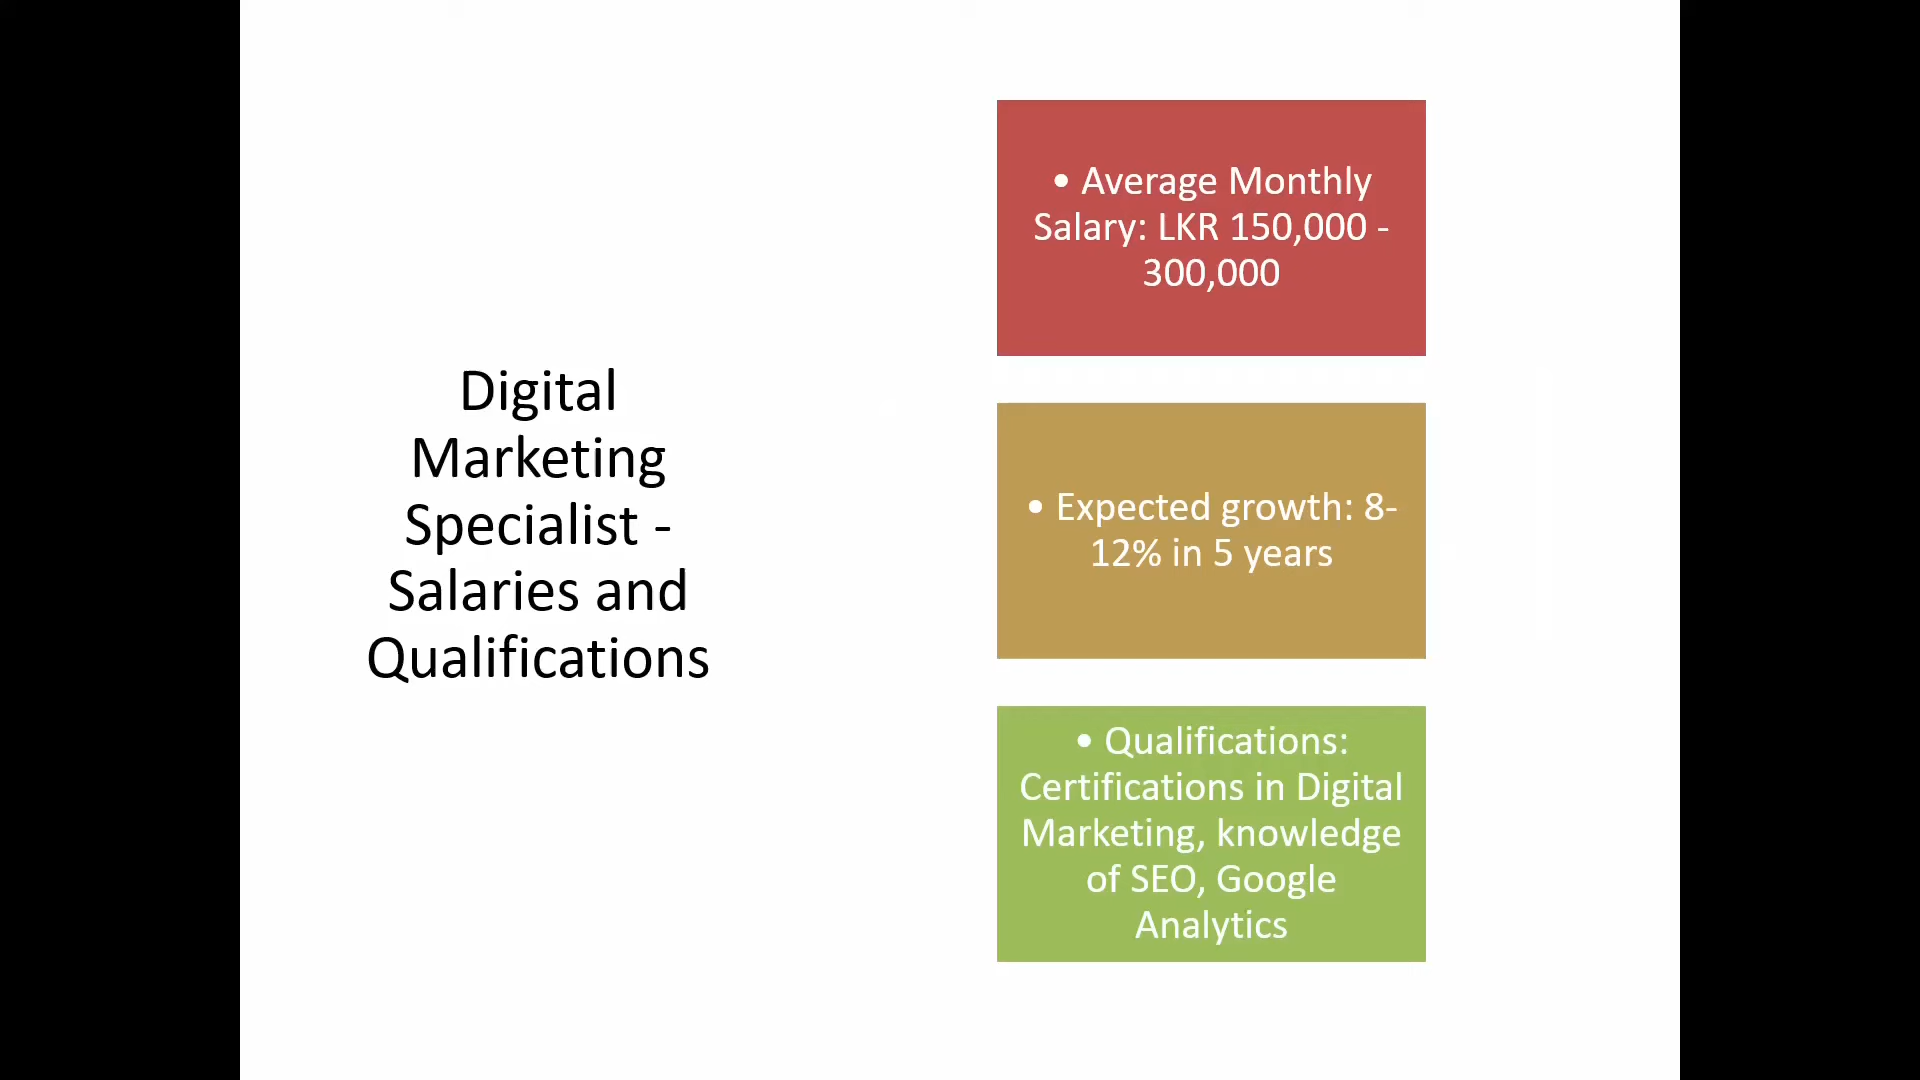 Digital
Marketing
Specialist -
Salaries and
Qualifications
• Average Monthly
Salary: LKR 150,000 -
300,000
• Expected growth: 8-
12% in 5 years
• Qualifications:
Certifications in Digital
Marketing, knowledge
of SEO, Google
Analytics